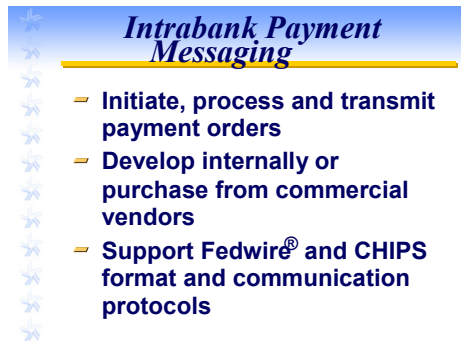 Intrabank Payment
Messaging
Initiate, process and transmit
payment orders
Develop internally or
purchase from commercial
vendors
Support Fedwire® and CHIPS
format and communication
protocols